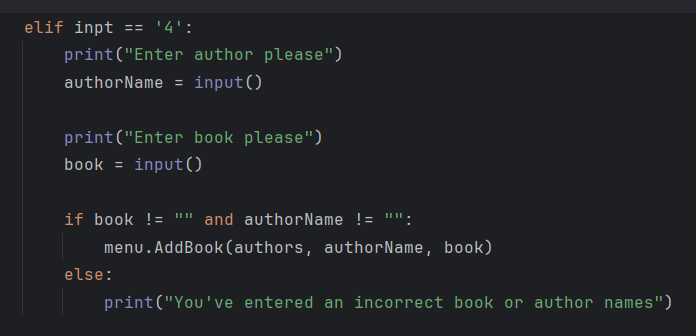 elif inpt == '4':
print("Enter author please")
authorName = input()
print("Enter book please")
book = input()
if book != "" and authorName != "":
menu.AddBook(authors, authorName, book)
else:
print("You've entered an incorrect book or author names")